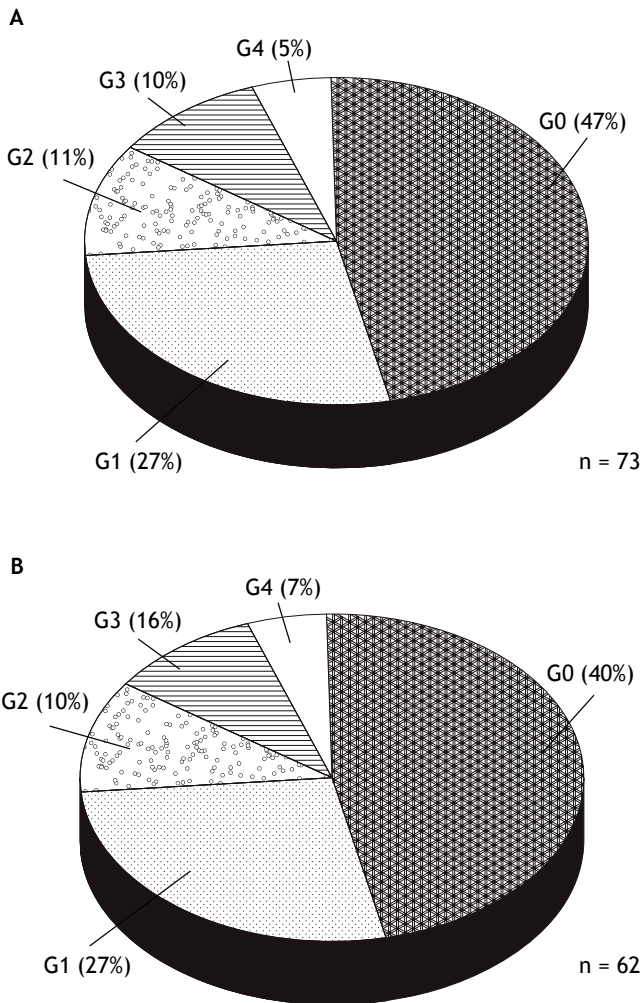 A
G4 (5%)
G3 (10%)
G0 (47%)
G2 (11%)
G1 (27%)
n = 73
B
G4 (7%)
G3 (16%)
G0 (40%)
G2 (10%)
G1 (27%)
n = 62